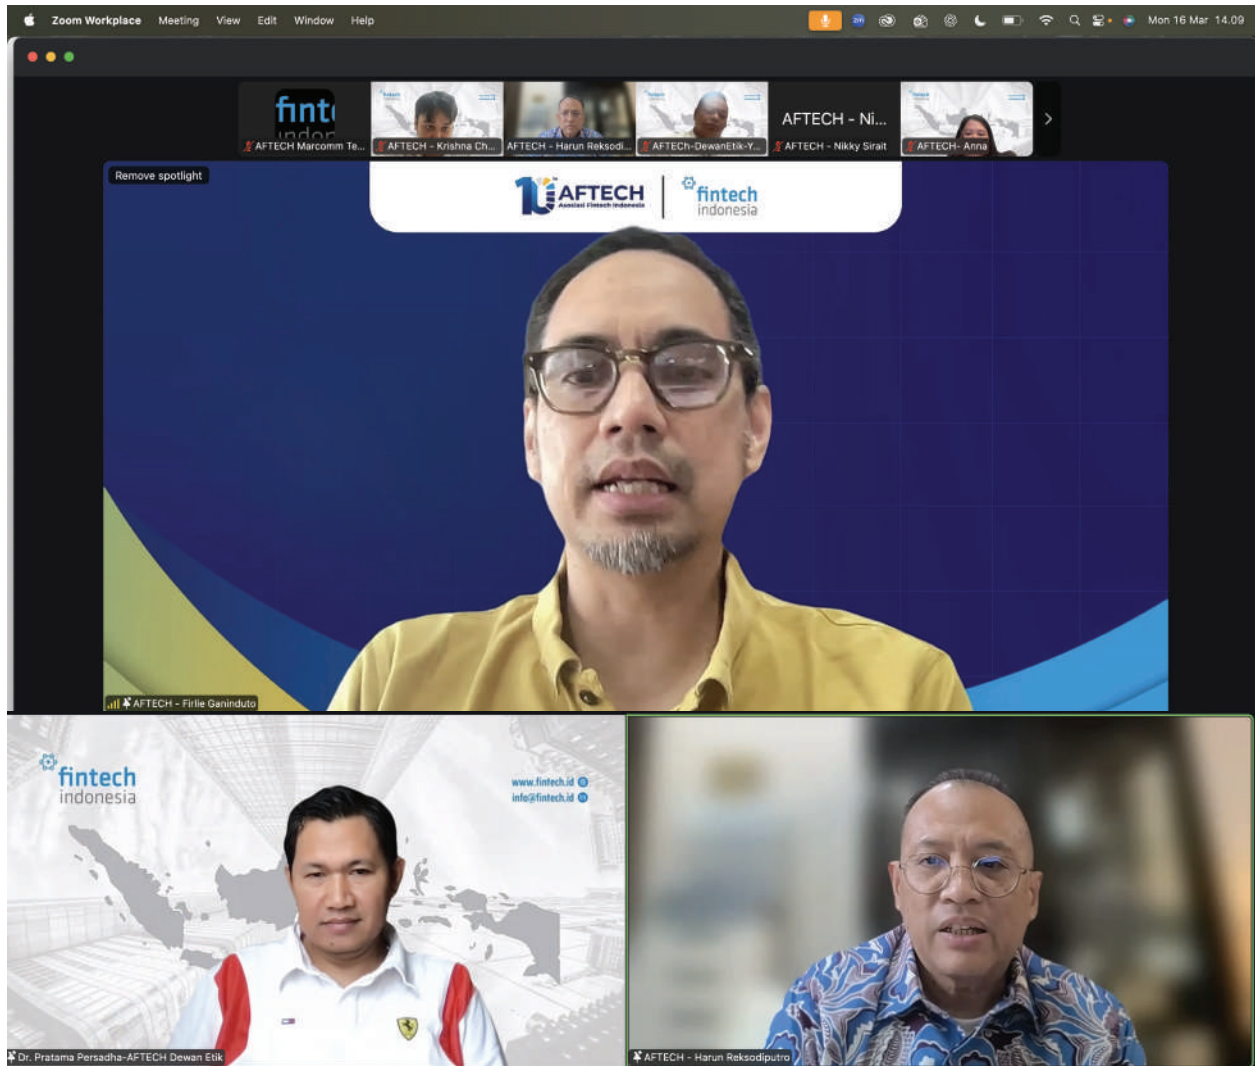 Zoom Workplace Meeting View Edit Window Help
zm
Mon 16 Mar 14.09
AFTECH Marcomm Te...
AFTECH - Krishna Ch...
AFTECH - Harun Reksodi...
AFTECH-DewanEtik-Y...
AFTECH - Ni...
AFTECH - Nikky Sirait
AFTECH- Anna
Remove spotlight
AFTECH
Asosiasi Fintech Indonesia
fintech
indonesia
AFTECH - Firlie Ganinduto
fintech
indonesia
www.fintech.id
info@fintech.id
Dr. Pratama Persadha-AFTECH Dewan Etik
AFTECH - Harun Reksodiputro